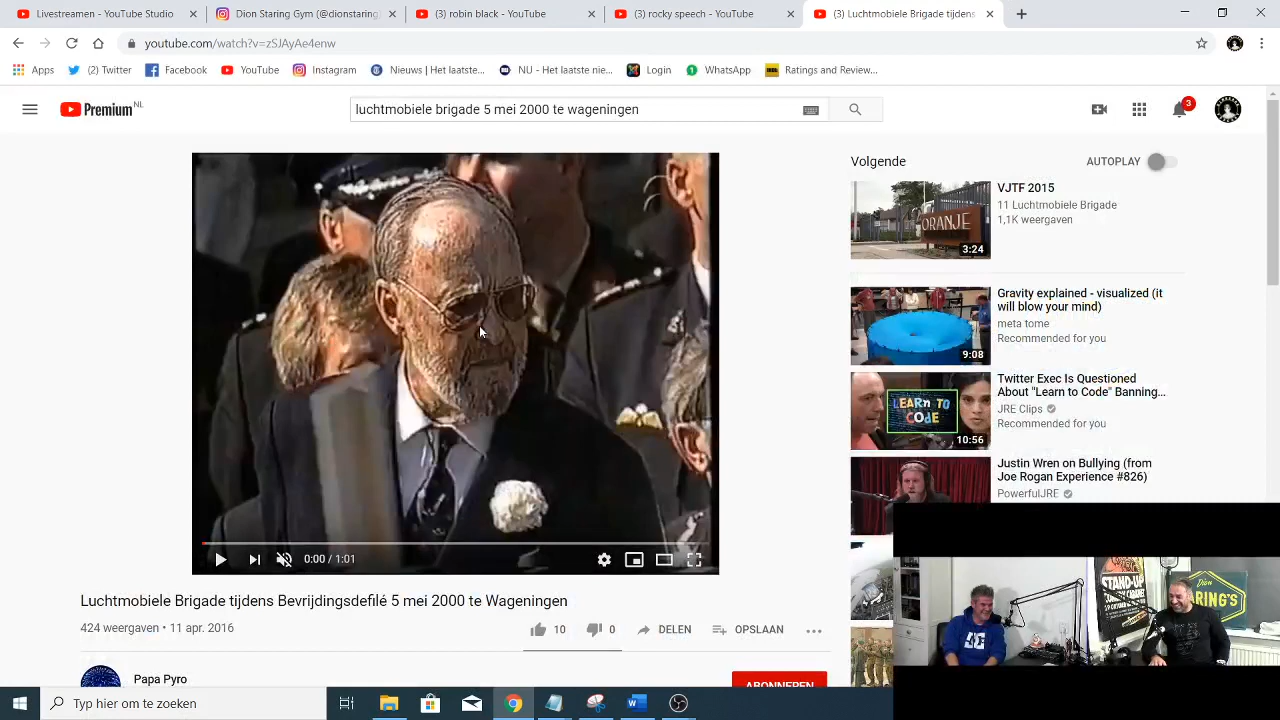 Livestreamen - YouTube Studio
Dion Staring Gym (@dionstaring
(3) stand black - YouTube
(3) rocky speech - YouTube
(3) Luchtmobiele Brigade tijdens
youtube.com/watch?v=zSJAyAe4enw
Apps
(2) Twitter
Facebook
YouTube
Instagram
Nieuws | Het laatste...
NU - Het laatste nie...
Login
WhatsApp
Ratings and Review...
Premium NL
luchtmobiele brigade 5 mei 2000 te wageningen
3
Volgende
AUTOPLAY
ORANJE
3:24
VJTF 2015
11 Luchtmobiele Brigade
1,1K weergaven
9:08
Gravity explained - visualized (it
will blow your mind)
meta tome
Recommended for you
LEARN TO
CODE
10:56
Twitter Exec Is Questioned
About "Learn to Code" Banning...
JRE Clips
Recommended for you
Justin Wren on Bullying (from
Joe Rogan Experience #826)
PowerfulJRE
0:00 / 1:01
Luchtmobiele Brigade tijdens Bevrijdingsdefilé 5 mei 2000 te Wageningen
424 weergaven • 11 apr. 2016
10
0
DELEN
OPSLAAN
Papa Pyro
ABONNEREN
STAND-UP
Dion
ARING'S
Typ hier om te zoeken